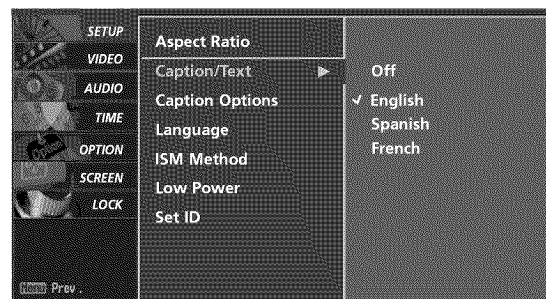 SETUP
VIDEO
AUDIO
TIME
OPTION
SCREEN
LOCK
Menu Prev.
Aspect Ratio
Caption/Text ▶
Caption Options
Language
ISM Method
Low Power
Set ID
Off
✓ English
Spanish
French